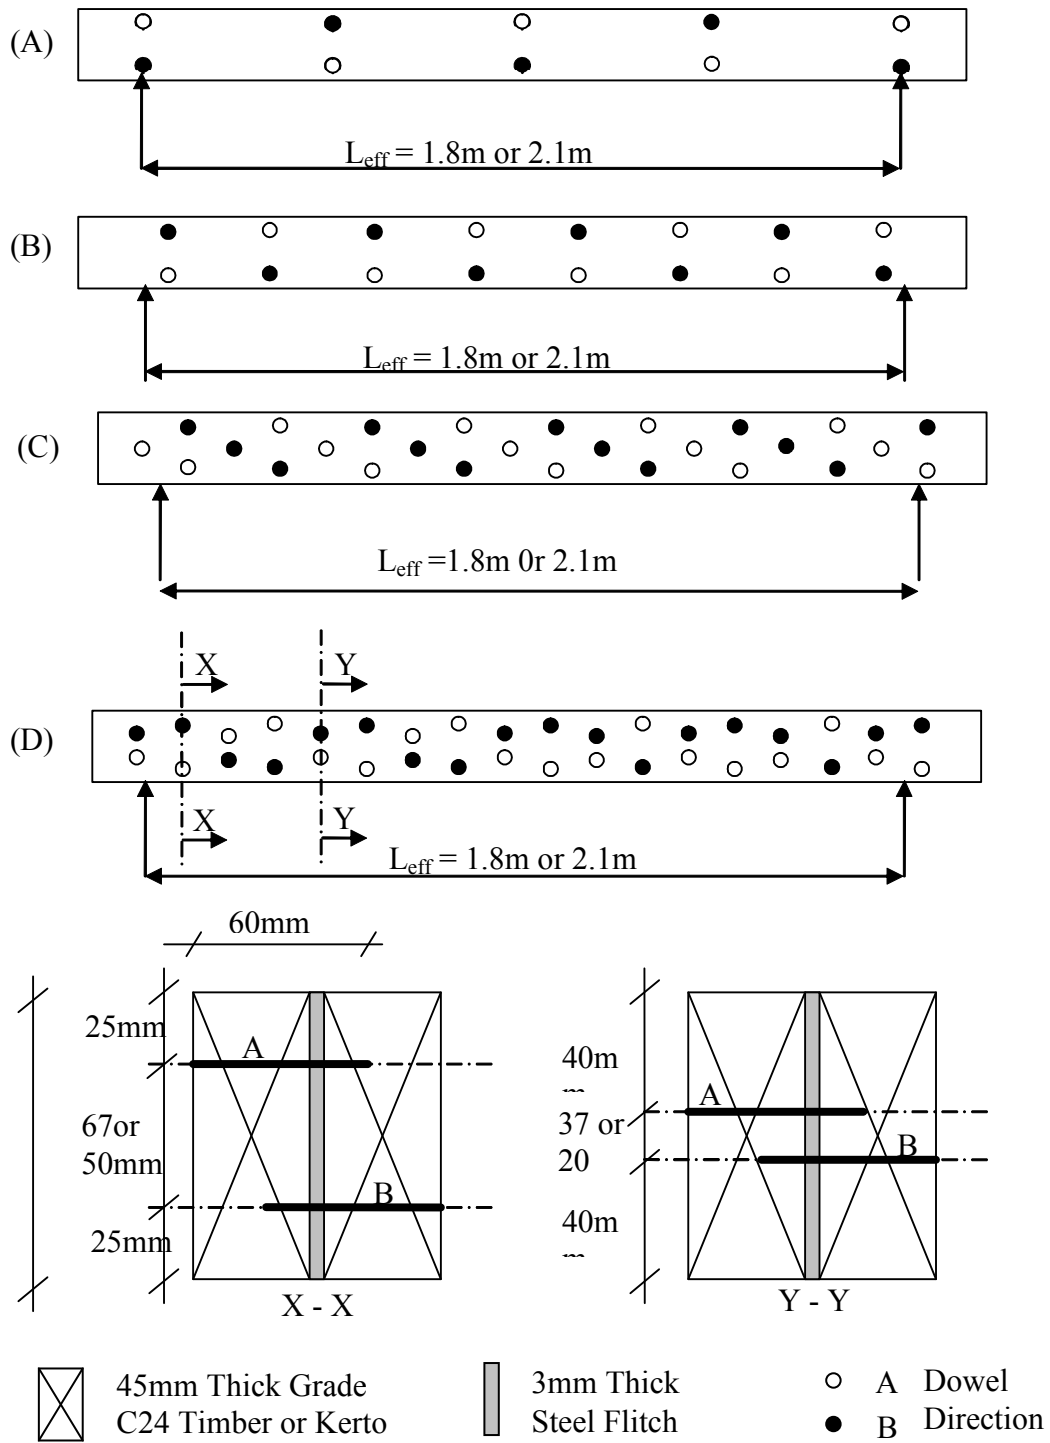 (A)
Leff = 1.8m or 2.1m
(B)
Leff = 1.8m or 2.1m
(C)
Leff =1.8m 0r 2.1m
X
Y
(D)
X
Y
Leff = 1.8m or 2.1m
60mm
25mm
A
67or
50mm
B
25mm
X - X
40m
A
37 or
20
B
40m
Y - Y
45mm Thick Grade
C24 Timber or Kerto
3mm Thick
Steel Flitch
A Dowel
B Direction